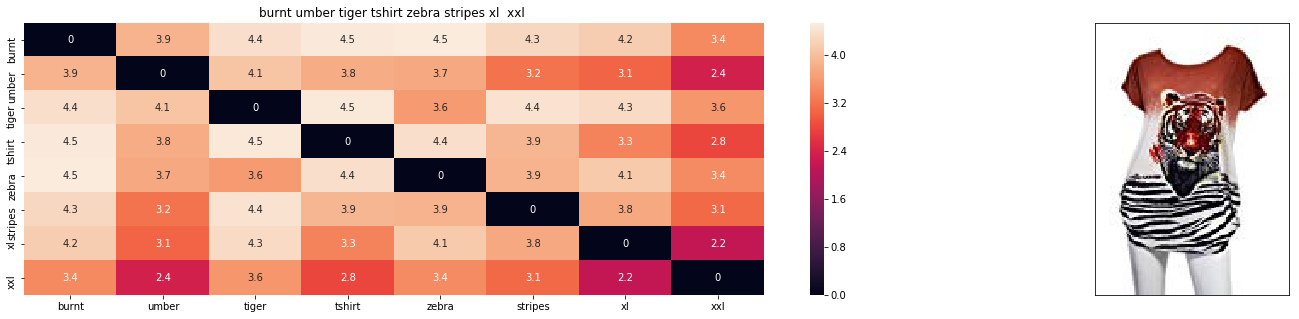 burnt umber tiger tshirt zebra stripes xl  xxl
burnt 0 3.9 4.4 4.5 4.5 4.3 4.2 3.4
umber 3.9 0 4.1 3.8 3.7 3.2 3.1 2.4
tiger 4.4 4.1 0 4.5 3.6 4.4 4.3 3.6
tshirt 4.5 3.8 4.5 0 4.4 3.9 3.3 2.8
zebra 4.5 3.7 3.6 4.4 0 3.9 4.1 3.4
stripes 4.3 3.2 4.4 3.9 3.9 0 3.8 3.1
xl 4.2 3.1 4.3 3.3 4.1 3.8 0 2.2
xxl 3.4 2.4 3.6 2.8 3.4 3.1 2.2 0
burnt umber tiger tshirt zebra stripes xl xxl
4.0
3.2
2.4
1.6
0.8
0.0